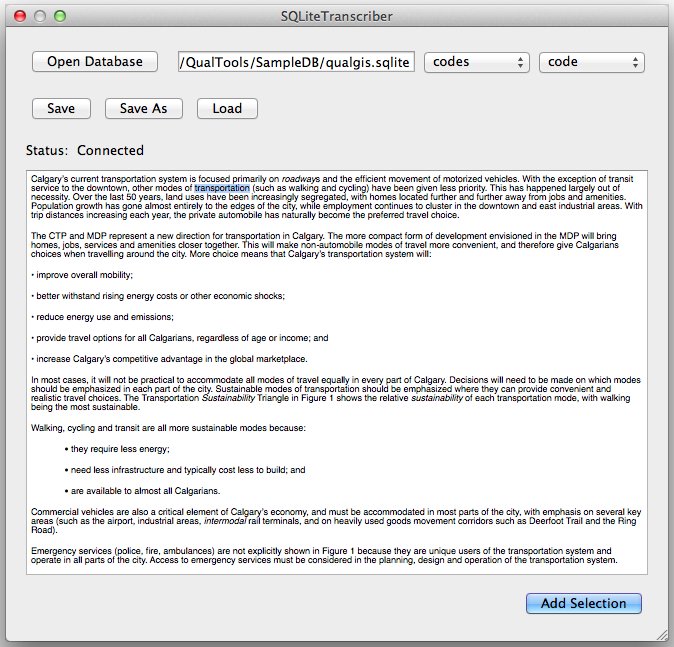 SQLiteTranscriber
Open Database /QualTools/SampleDB/qualgis.sqlite codes code
Save Save As Load
Status: Connected
Calgary's current transportation system is focused primarily on roadways and the efficient movement of motorized vehicles. With the exception of transit
service to the downtown, other modes of transportation (such as walking and cycling) have been given less priority. This has happened largely out of
necessity. Over the last 50 years, land uses have been increasingly segregated, with homes located further and further away from jobs and amenities.
Population growth has gone almost entirely to the edges of the city, while employment continues to cluster in the downtown and east industrial areas. With
trip distances increasing each year, the private automobile has naturally become the preferred travel choice.
The CTP and MDP represent a new direction for transportation in Calgary. The more compact form of development envisioned in the MDP will bring
homes, jobs, services and amenities closer together. This will make non-automobile modes of travel more convenient, and therefore give Calgarians
choices when travelling around the city. More choice means that Calgary's transportation system will:
• improve overall mobility;
• better withstand rising energy costs or other economic shocks;
• reduce energy use and emissions;
• provide travel options for all Calgarians, regardless of age or income; and
• increase Calgary's competitive advantage in the global marketplace.
In most cases, it will not be practical to accommodate all modes of travel equally in every part of Calgary. Decisions will need to be made on which modes
should be emphasized in each part of the city. Sustainable modes of transportation should be emphasized where they can provide convenient and
realistic travel choices. The Transportation Sustainability Triangle in Figure 1 shows the relative sustainability of each transportation mode, with walking
being the most sustainable.
Walking, cycling and transit are all more sustainable modes because:
• they require less energy;
• need less infrastructure and typically cost less to build; and
• are available to almost all Calgarians.
Commercial vehicles are also a critical element of Calgary's economy, and must be accommodated in most parts of the city, with emphasis on several key
areas (such as the airport, industrial areas, intermodal rail terminals, and on heavily used goods movement corridors such as Deerfoot Trail and the Ring
Road).
Emergency services (police, fire, ambulances) are not explicitly shown in Figure 1 because they are unique users of the transportation system and
operate in all parts of the city. Access to emergency services must be considered in the planning, design and operation of the transportation system.
Add Selection